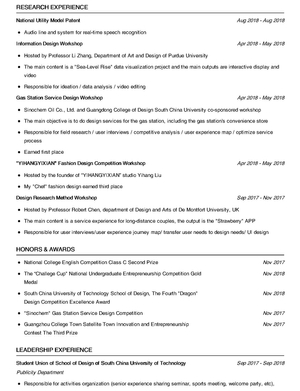 RESEARCH EXPERIENCE
National Utility Model Patent Aug 2018 - Aug 2018
Audio line and system for real-time speech recognition
Information Design Workshop Apr 2018 - May 2018
Hosted by Professor Li Zhang, Department of Art and Design of Purdue University
The main content is a "Sea-Level Rise" data visualization project and the main outputs are interactive display and
video
Responsible for ideation / data analysis / video editing
Gas Station Service Design Workshop Apr 2018 - May 2018
Sinochem Oil Co., Ltd. and Guangdong College of Design South China University co-sponsored workshop
The main objective is to do design services for the gas station, including the gas station's convenience store
Responsible for field research / user interviews / competitive analysis / user experience map / optimize service
process
Earned first place
"YIHANGYIXIAN" Fashion Design Competition Workshop Apr 2018 - May 2018
Hosted by the founder of "YIHANGYIXIAN" studio Yihang Liu
My "Chef" fashion design earned third place
Design Research Method Workshop Sep 2017 - Nov 2017
Hosted by Professor Robert Chen, department of Design and Arts of De Montfort University, UK
The main content is a service experience for long-distance couples, the output is the "Strawberry" APP
Responsible for user interviews/user experience journey map/ transfer user needs to design needs/ UI design
HONORS & AWARDS
National College English Competition Class C Second Prize Nov 2017
The "Challege Cup" National Undergraduate Entrepreneurship Competition Gold Nov 2018
Medal
South China University of Technology School of Design, The Fourth "Dragon" Nov 2018
Design Competition Excellence Award
"Sinochem" Gas Station Service Design Competition Nov 2017
Guangzhou College Town Satellite Town Innovation and Entrepreneurship Nov 2017
Contest The Third Prize
LEADERSHIP EXPERIENCE
Student Union of School of Design of South China University of Technology Sep 2017 - Sep 2018
Publicity Department
Responsible for activities organization (senior experience sharing seminar, sports meeting, welcome party, etc),